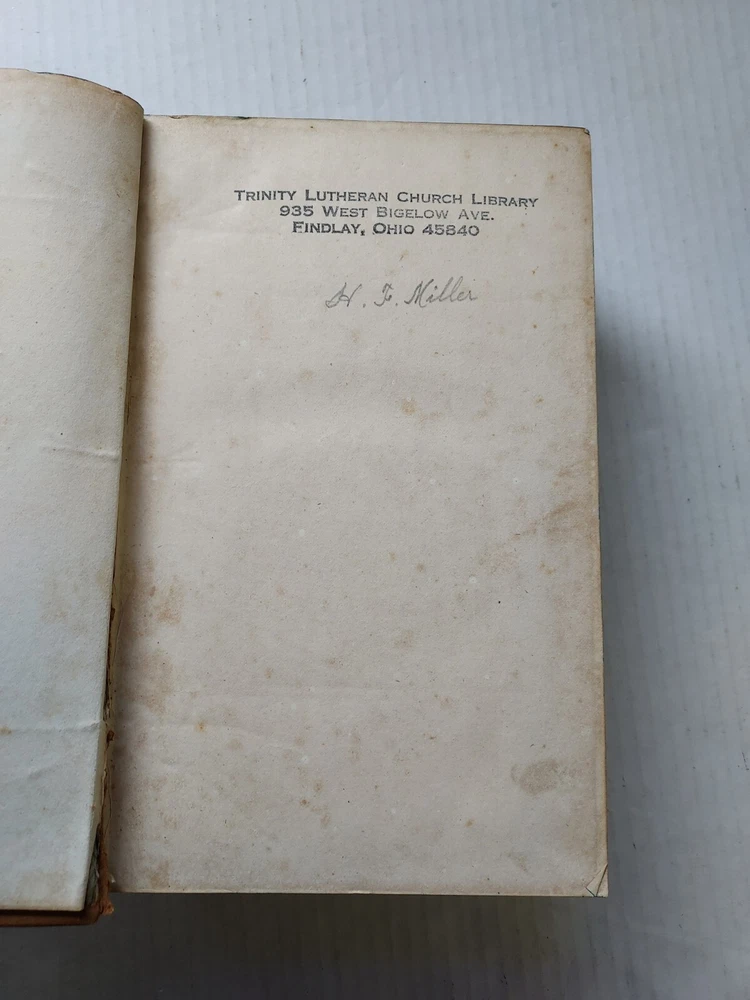 TRINITY LUTHERAN CHURCH LIBRARY
935 WEST BIGELOW AVE.
FINDLAY, OHIO 45840
H. F. Miller